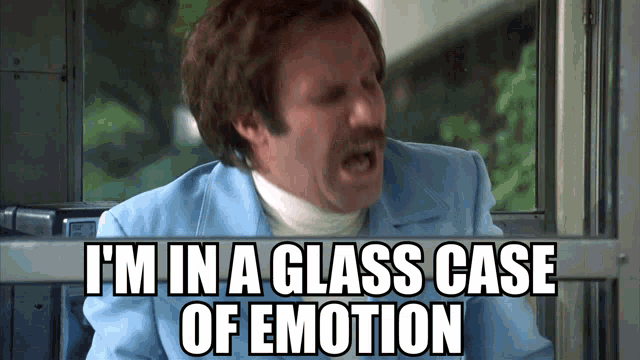 I'M IN A GLASS CASE
OF EMOTION